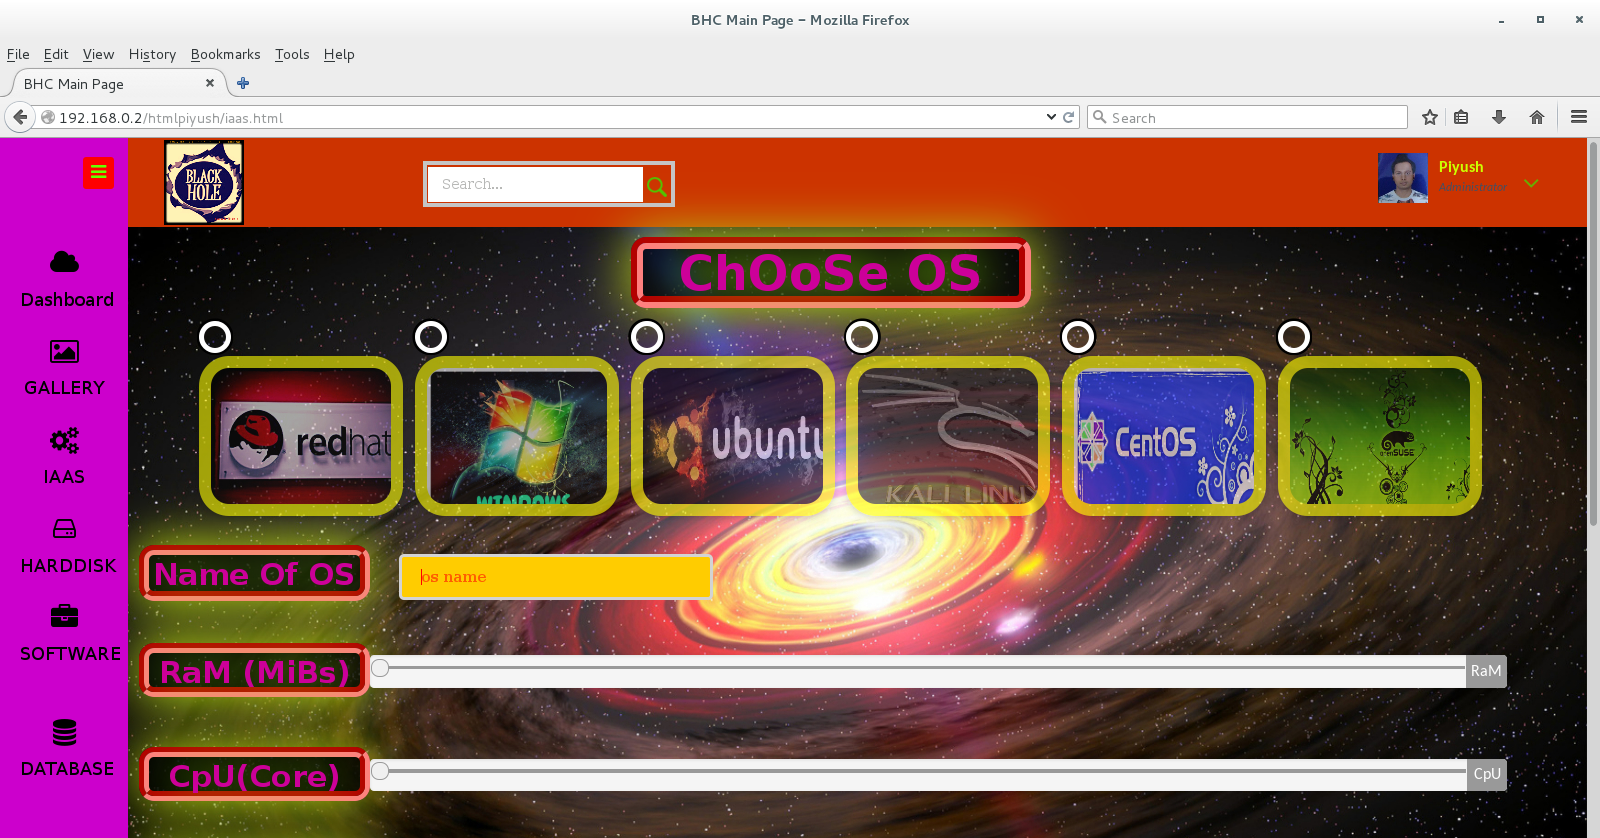 BHC Main Page – Mozilla Firefox
File Edit View History Bookmarks Tools Help
BHC Main Page
192.168.0.2/htmlpiyush/iaas.html
Search
BLACK
HOLE
Search...
Piyush
Administrator
ChOoSe OS
Dashboard
GALLERY
IAAS
HARDDISK
SOFTWARE
DATABASE
redhat
WINDOWS
ubuntu
KALI LINU
CentOS
openSUSE
Name Of OS
os name
RaM (MiBs)
RaM
CpU(Core)
CpU